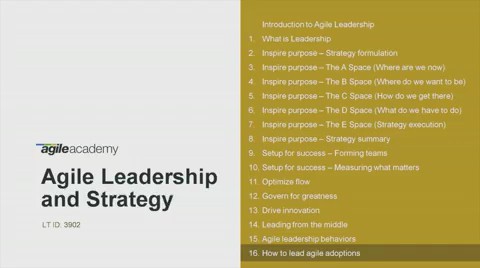 agileacademy
Agile Leadership
and Strategy
LT ID: 3902
Introduction to Agile Leadership
1. What is Leadership
2. Inspire purpose – Strategy formulation
3. Inspire purpose – The A Space (Where are we now)
4. Inspire purpose – The B Space (Where do we want to be)
5. Inspire purpose – The C Space (How do we get there)
6. Inspire purpose – The D Space (What do we have to do)
7. Inspire purpose – The E Space (Strategy execution)
8. Inspire purpose – Strategy summary
9. Setup for success – Forming teams
10. Setup for success – Measuring what matters
11. Optimize flow
12. Govern for greatness
13. Drive innovation
14. Leading from the middle
15. Agile leadership behaviors
16. How to lead agile adoptions